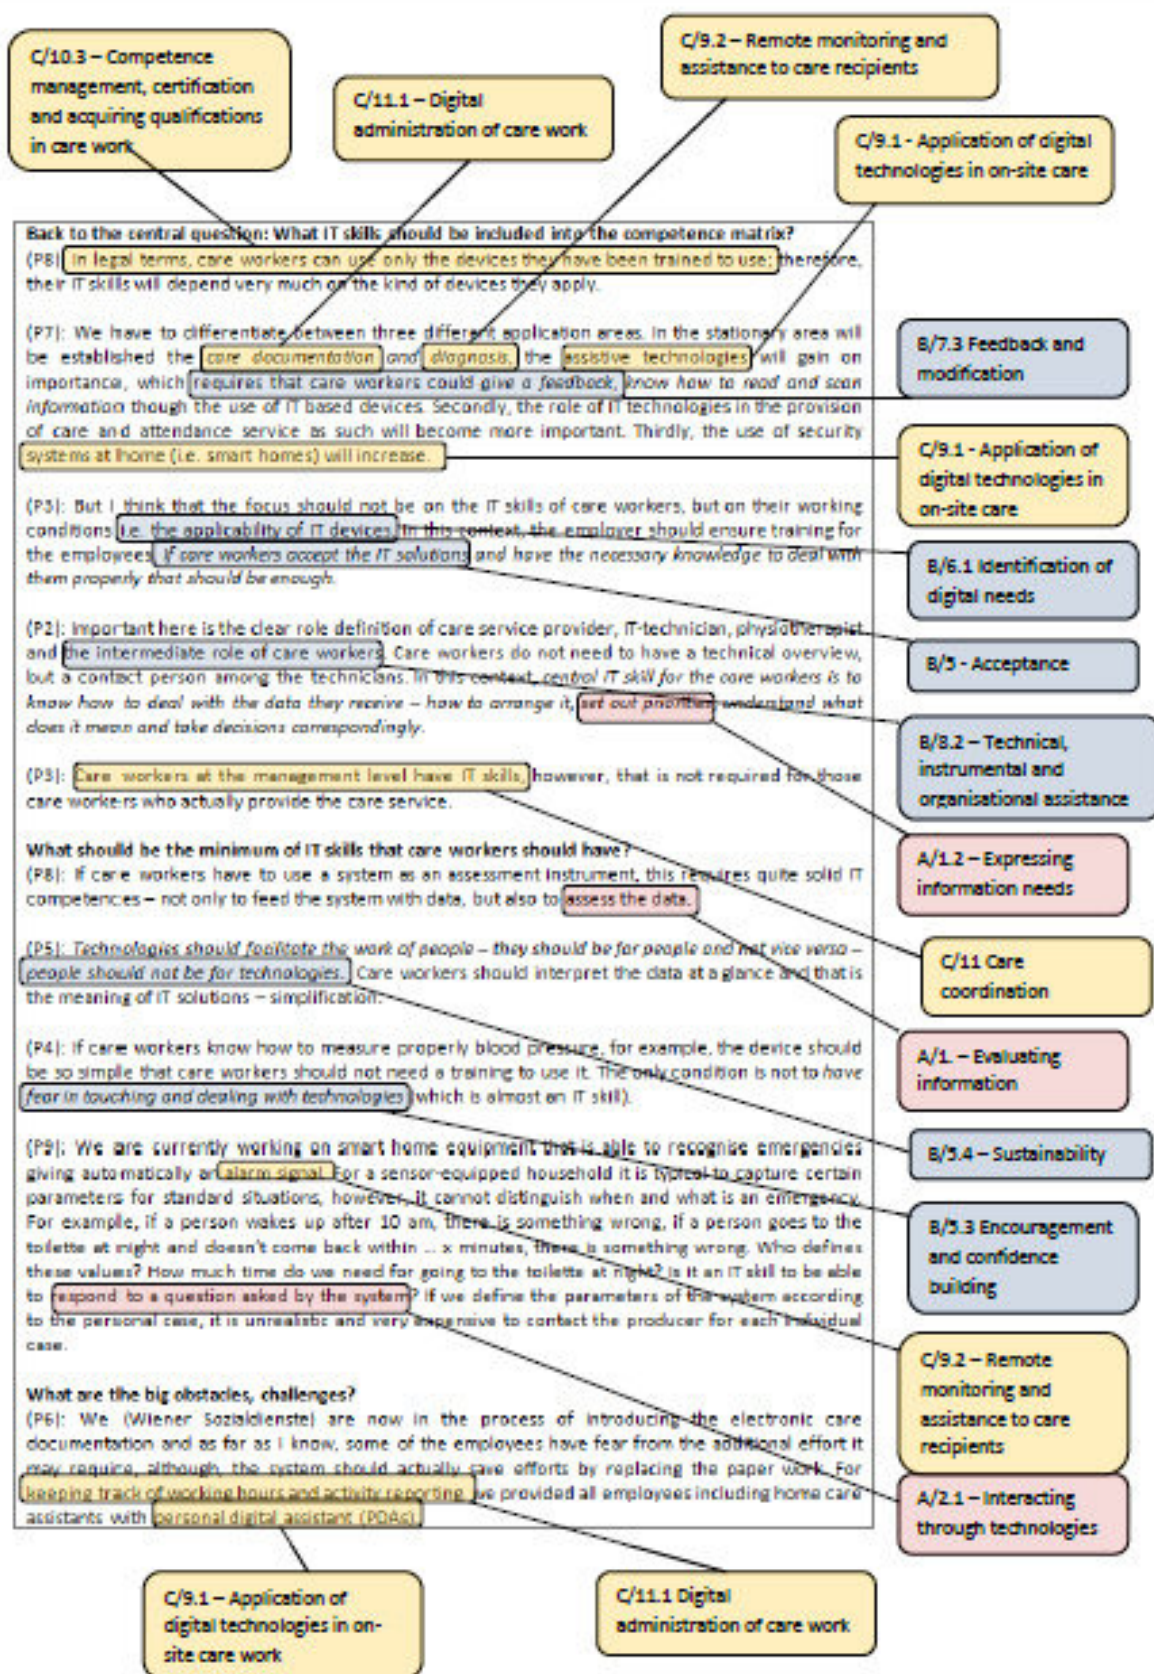 C/10.3 – Competence
management, certification
and acquiring qualifications
in care work
C/11.1 – Digital
administration of care work
C/9.2 – Remote monitoring and
assistance to care recipients
C/9.1 - Application of digital
technologies in on-site care
Back to the central question: What IT skills should be included into the competence matrix?
(P8) In legal terms, care workers can use only the devices they have been trained to use; therefore,
their IT skills will depend very much on the kind of devices they apply.
(P7): We have to differentiate between three different application areas. In the stationary area will
be established the care documentation and diagnosis, the assistive technologies will gain on
importance, which requires that care workers could give a feedback, know how to read and scan
information though the use of IT based devices. Secondly, the role of IT technologies in the provision
of care and attendance service as such will become more important. Thirdly, the use of security
systems at home (i.e. smart homes) will increase.
(P3): But I think that the focus should not be on the IT skills of care workers, but on their working
conditions i.e. the applicability of IT devices. In this context, the employer should ensure training for
the employees. If care workers accept the IT solutions and have the necessary knowledge to deal with
them properly that should be enough.
(P2): Important here is the clear role definition of care service provider, IT-technician, physiotherapist
and the intermediate role of care workers. Care workers do not need to have a technical overview,
but a contact person among the technicians. In this context, central IT skill for the care workers is to
know how to deal with the data they receive – how to arrange it, set out priorities, understand what
does it mean and take decisions correspondingly.
(P3): Care workers at the management level have IT skills, however, that is not required for those
care workers who actually provide the care service.
What should be the minimum of IT skills that care workers should have?
(P8): If care workers have to use a system as an assessment instrument, this requires quite solid IT
competences – not only to feed the system with data, but also to assess the data.
(P5): Technologies should facilitate the work of people – they should be for people and not vice versa –
people should not be for technologies. Care workers should interpret the data at a glance and that is
the meaning of IT solutions – simplification.
(P4): If care workers know how to measure properly blood pressure, for example, the device should
be so simple that care workers should not need a training to use it. The only condition is not to have
fear in touching and dealing with technologies (which is almost an IT skill).
(P9): We are currently working on smart home equipment that is able to recognise emergencies
giving automatically an alarm signal. For a sensor-equipped household it is typical to capture certain
parameters for standard situations, however, it cannot distinguish when and what is an emergency.
For example, if a person wakes up after 10 am, there is something wrong, if a person goes to the
toilette at night and doesn't come back within ... x minutes, there is something wrong. Who defines
these values? How much time do we need for going to the toilette at night? Is it an IT skill to be able
to respond to a question asked by the system? If we define the parameters of the system according
to the personal case, it is unrealistic and very expensive to contact the producer for each individual
case.
What are the big obstacles, challenges?
(P6): We (Wiener Sozialdienste) are now in the process of introducing the electronic care
documentation and as far as I know, some of the employees have fear from the additional effort it
may require, although, the system should actually save efforts by replacing the paper work. For
keeping track of working hours and activity reporting we provided all employees including home care
assistants with personal digital assistant (PDAs).
B/7.3 Feedback and
modification
C/9.1 - Application of
digital technologies in
on-site care
B/6.1 Identification of
digital needs
B/5 - Acceptance
B/8.2 – Technical,
instrumental and
organisational assistance
A/1.2 – Expressing
information needs
C/11 Care
coordination
A/1. – Evaluating
information
B/5.4 – Sustainability
B/5.3 Encouragement
and confidence
building
C/9.2 – Remote
monitoring and
assistance to care
recipients
A/2.1 – Interacting
through technologies
C/9.1 – Application of
digital technologies in on-
site care work
C/11.1 Digital
administration of care work